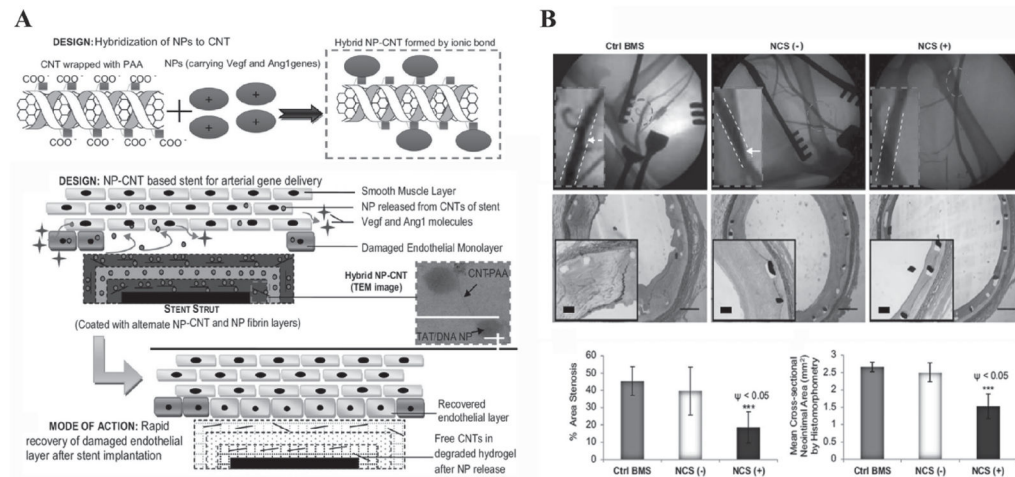 A
DESIGN: Hybridization of NPs to CNT
CNT wrapped with PAA
NPs (carrying Vegf and Ang1genes)
Hybrid NP-CNT formed by ionic bond
COO⁻ COO⁻ COO⁻ COO⁻
+
+ + + +
COO⁻ COO⁻ COO⁻ COO⁻
DESIGN: NP-CNT based stent for arterial gene delivery
Smooth Muscle Layer
NP released from CNTs of stent
Vegf and Ang1 molecules
Damaged Endothelial Monolayer
Hybrid NP-CNT
(TEM image)
CNT-PAA
TAT/DNA NP
STENT STRUT
(Coated with alternate NP-CNT and NP fibrin layers)
MODE OF ACTION: Rapid
recovery of damaged endothelial
layer after stent implantation
Recovered
endothelial layer
Free CNTs in
degraded hydrogel
after NP release
B
Ctrl BMS
NCS (-)
NCS (+)
% Area Stenosis
60
50
40
30
20
10
0
ψ < 0.05
***
Ctrl BMS
NCS (-)
NCS (+)
Mean Cross-sectional
Neointimal Area (mm²)
by Histomorphometry
3.0
2.5
2.0
1.5
1.0
0.5
0.0
ψ < 0.05
***
Ctrl BMS
NCS (-)
NCS (+)